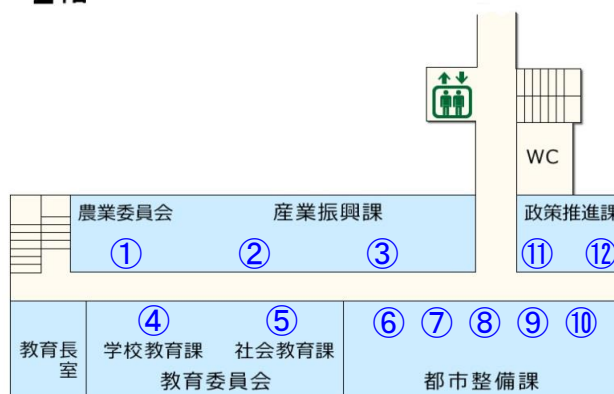 WC
農業委員会
産業振興課
政策推進課
① ② ③ ⑪ ⑫
④ ⑤ ⑥ ⑦ ⑧ ⑨ ⑩
教育長
室
学校教育課
社会教育課
教育委員会
都市整備課